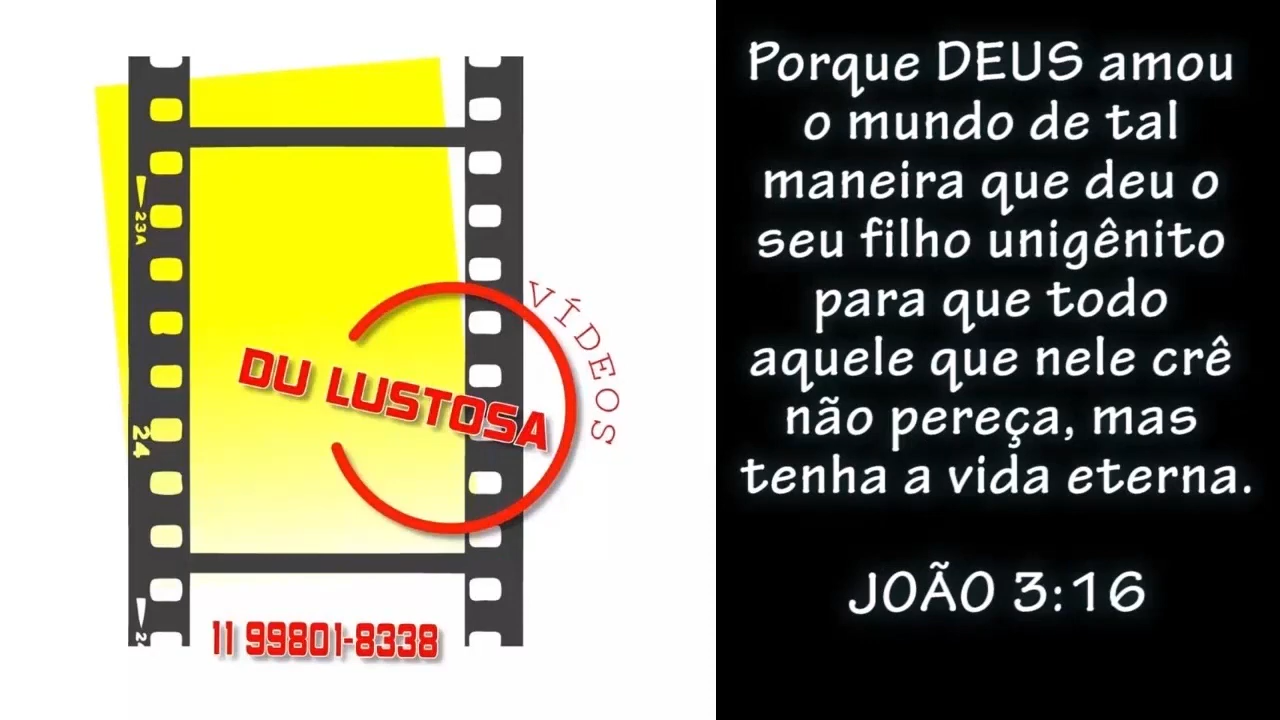 23A
24
2
DU LUSTOSA
VÍDEOS
11 99801-8338
Porque DEUS amou
o mundo de tal
maneira que deu o
seu filho unigênito
para que todo
aquele que nele crê
não pereça, mas
tenha a vida eterna.
JOÃO 3:16